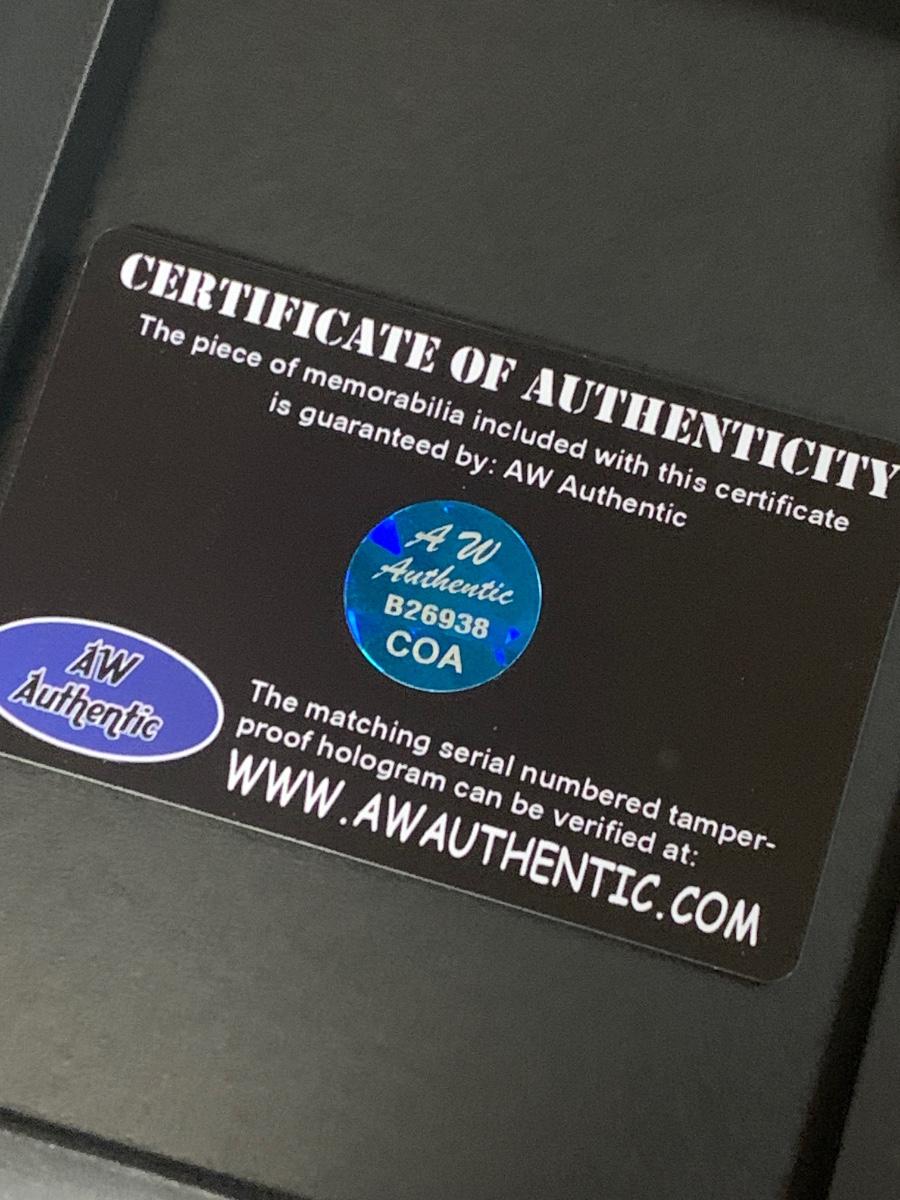 CERTIFICATE OF AUTHENTICITY
The piece of memorabilia included with this certificate
is guaranteed by: AW Authentic
A W
Authentic
B26938
COA
AW
Authentic
The matching serial numbered tamper-
proof hologram can be verified at:
WWW.AWAUTHENTIC.COM